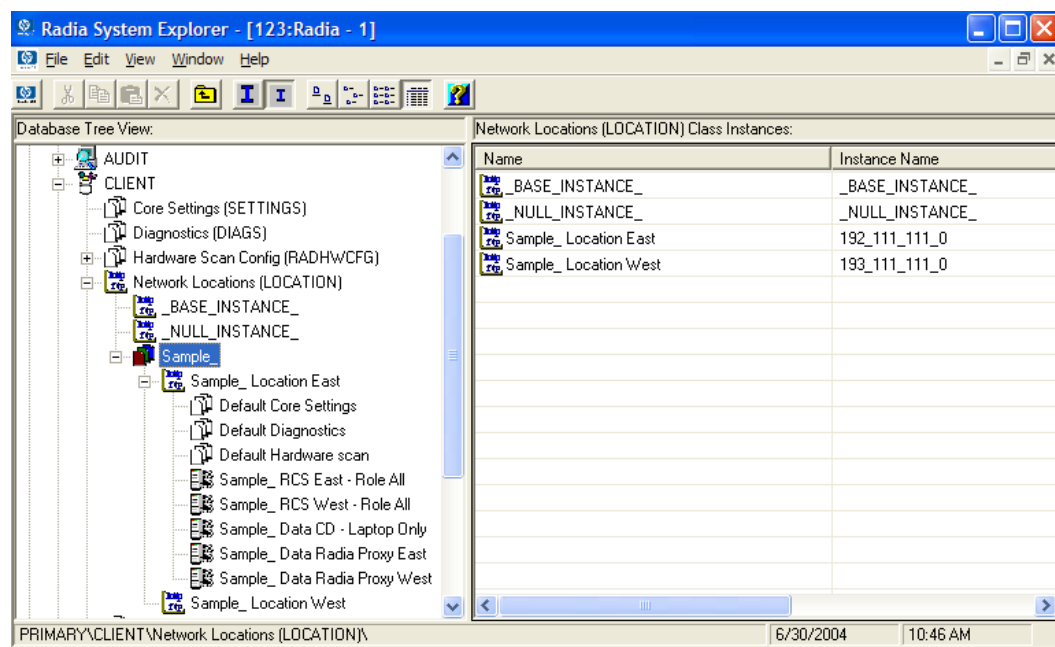 Radia System Explorer - [123:Radia - 1]
File Edit View Window Help
Database Tree View:
Network Locations (LOCATION) Class Instances:
AUDIT
CLIENT
Core Settings (SETTINGS)
Diagnostics (DIAGS)
Hardware Scan Config (RADHWCFG)
Network Locations (LOCATION)
_BASE_INSTANCE_
_NULL_INSTANCE_
Sample_
Sample_ Location East
Default Core Settings
Default Diagnostics
Default Hardware scan
Sample_ RCS East - Role All
Sample_ RCS West - Role All
Sample_ Data CD - Laptop Only
Sample_ Data Radia Proxy East
Sample_ Data Radia Proxy West
Sample_ Location West
Name Instance Name
_BASE_INSTANCE_ _BASE_INSTANCE_
_NULL_INSTANCE_ _NULL_INSTANCE_
Sample_ Location East 192_111_111_0
Sample_ Location West 193_111_111_0
PRIMARY\CLIENT\Network Locations (LOCATION)\ 6/30/2004 10:46 AM